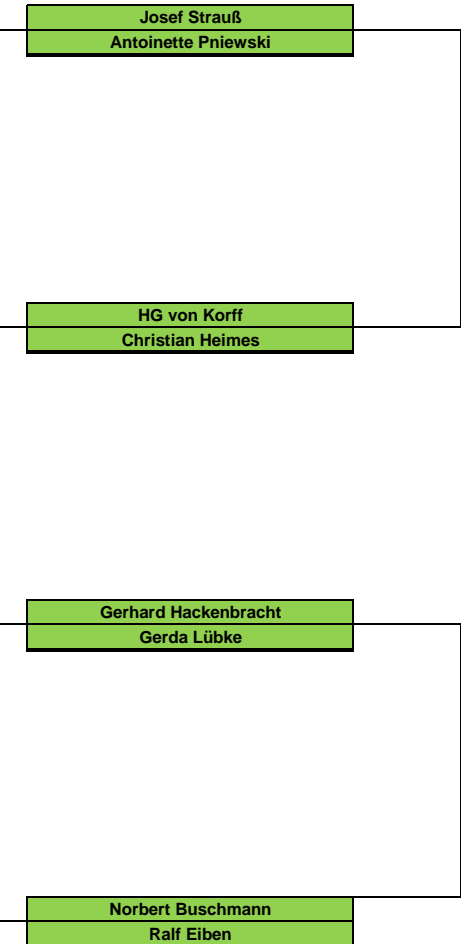 Josef Strauß
Antoinette Pniewski
HG von Korff
Christian Heimes
Gerhard Hackenbracht
Gerda Lübke
Norbert Buschmann
Ralf Eiben